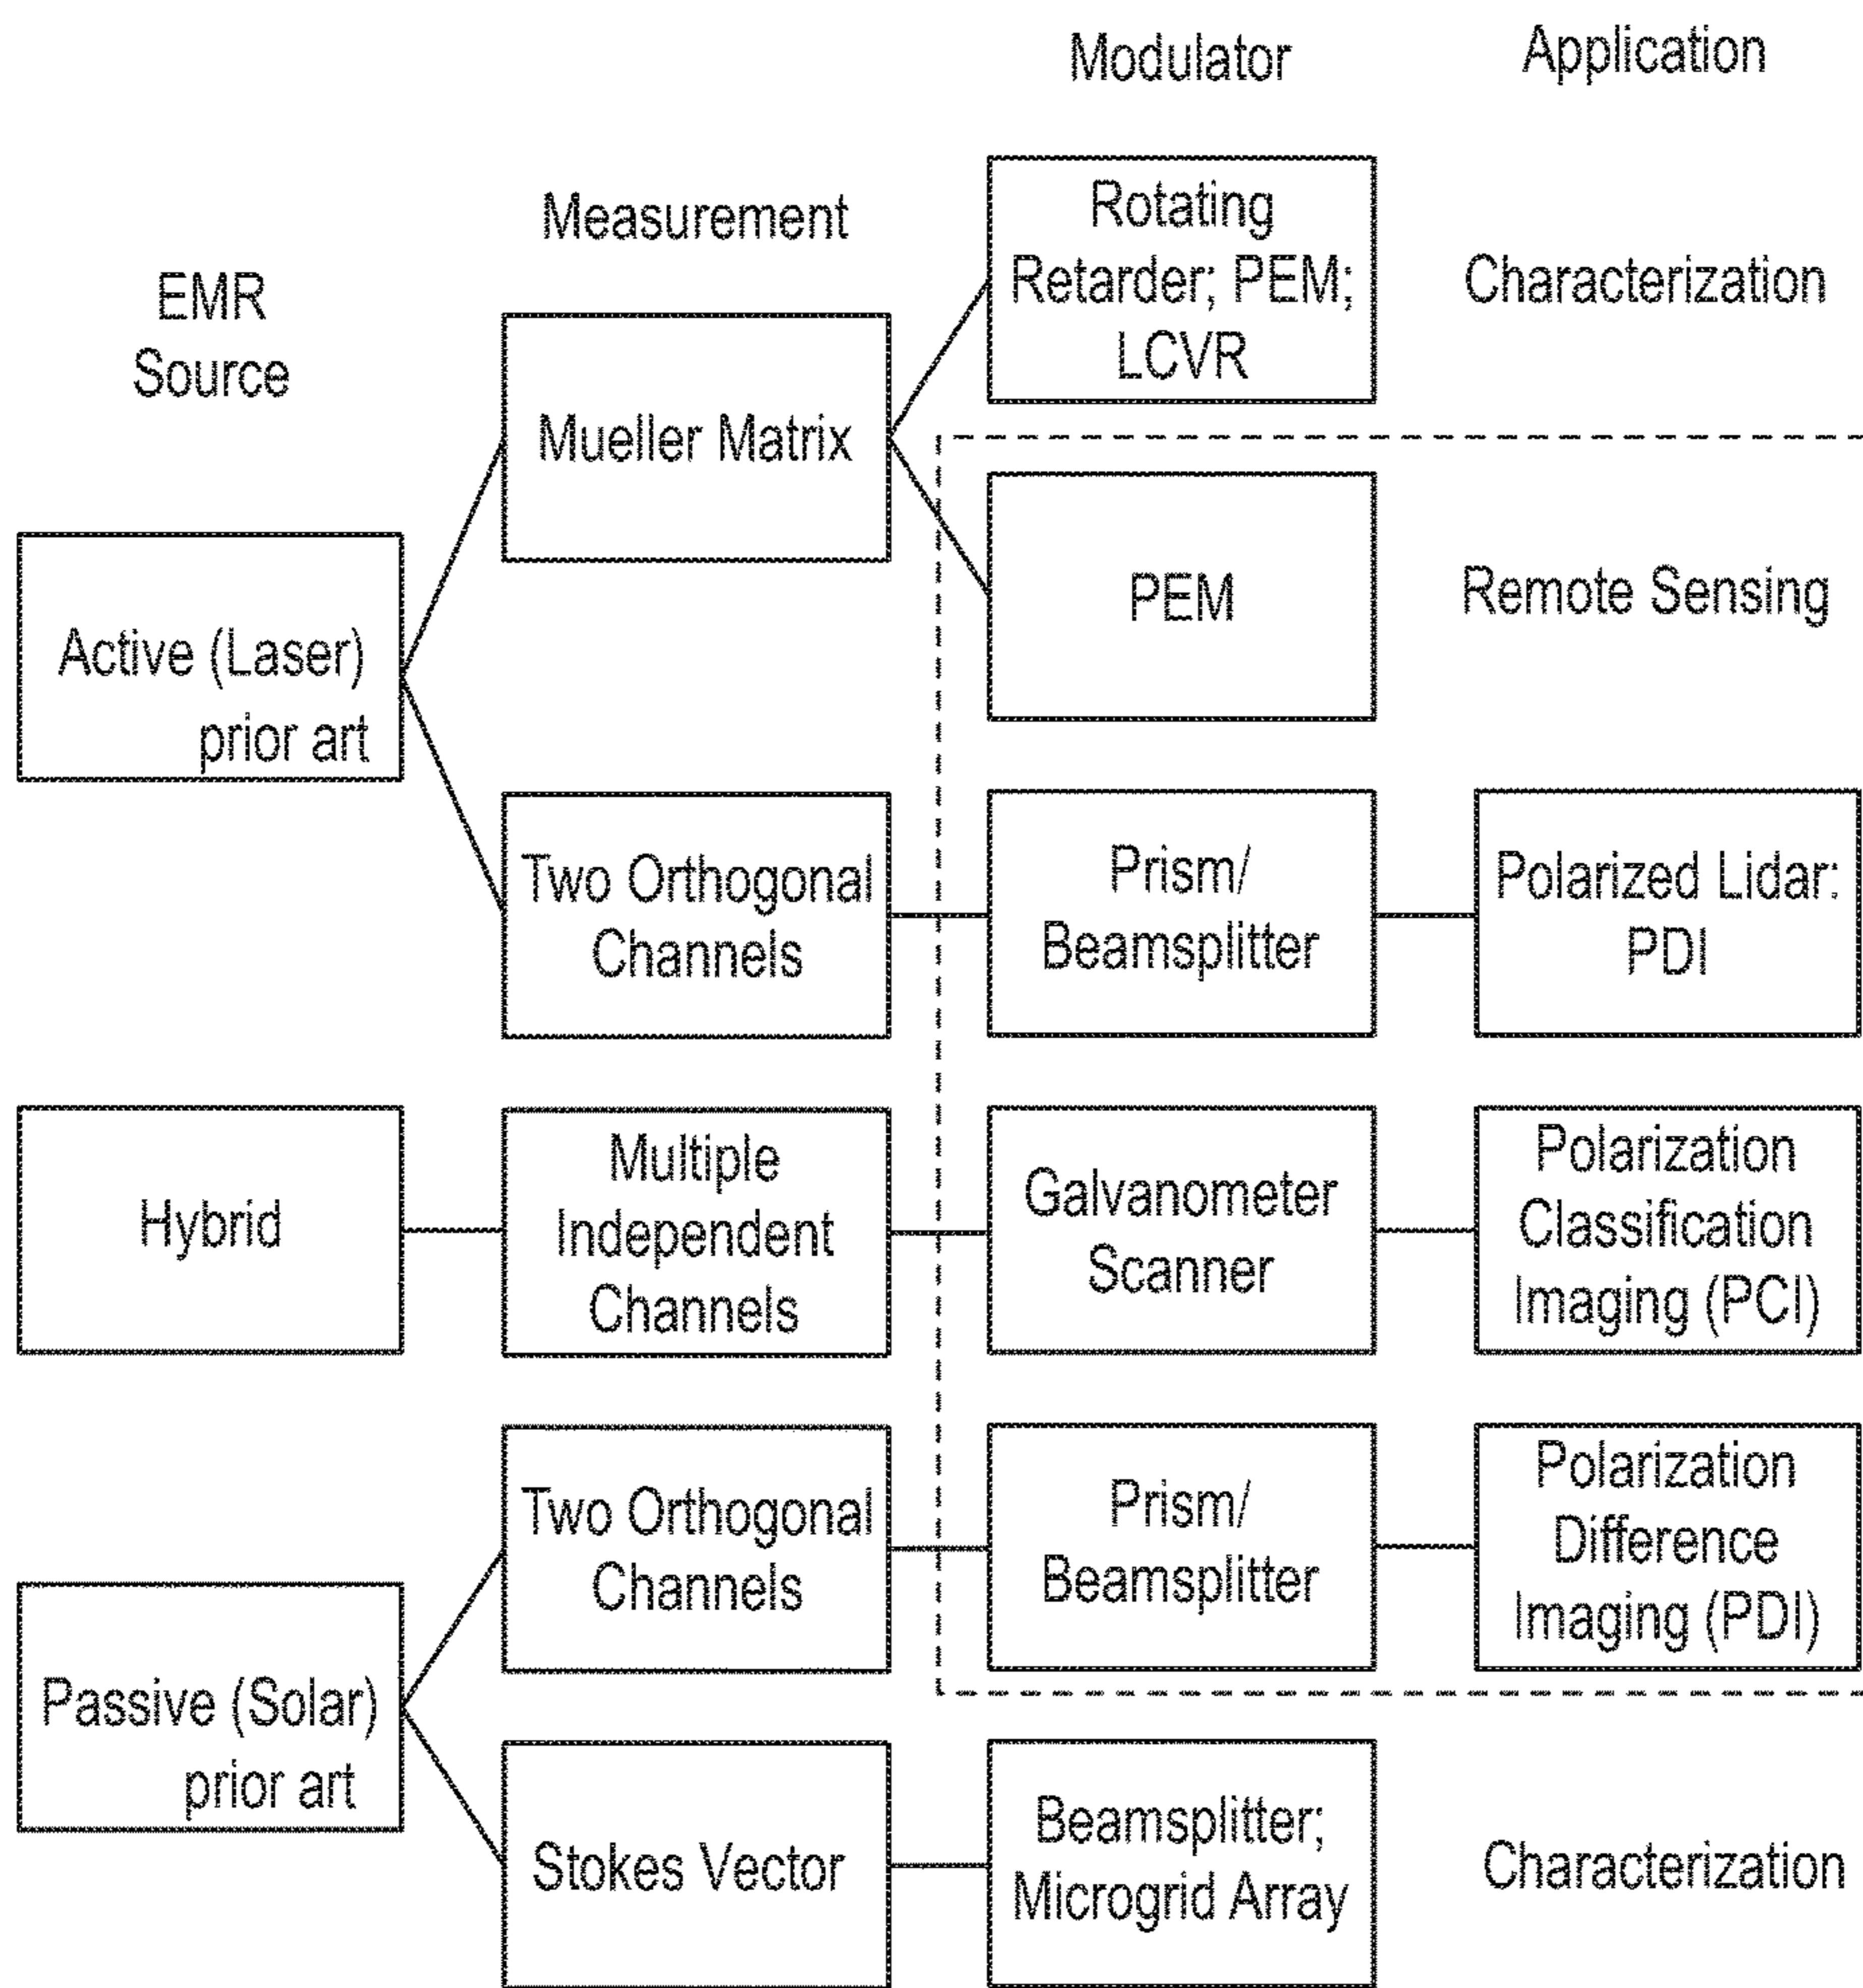 Modulator
Application
EMR
Source
Measurement
Rotating
Retarder; PEM;
LCVR
Characterization
Mueller Matrix
PEM
Remote Sensing
Active (Laser)
prior art
Two Orthogonal
Channels
Prism/
Beamsplitter
Polarized Lidar:
PDI
Hybrid
Multiple
Independent
Channels
Galvanometer
Scanner
Polarization
Classification
Imaging (PCI)
Two Orthogonal
Channels
Prism/
Beamsplitter
Polarization
Difference
Imaging (PDI)
Passive (Solar)
prior art
Stokes Vector
Beamsplitter;
Microgrid Array
Characterization